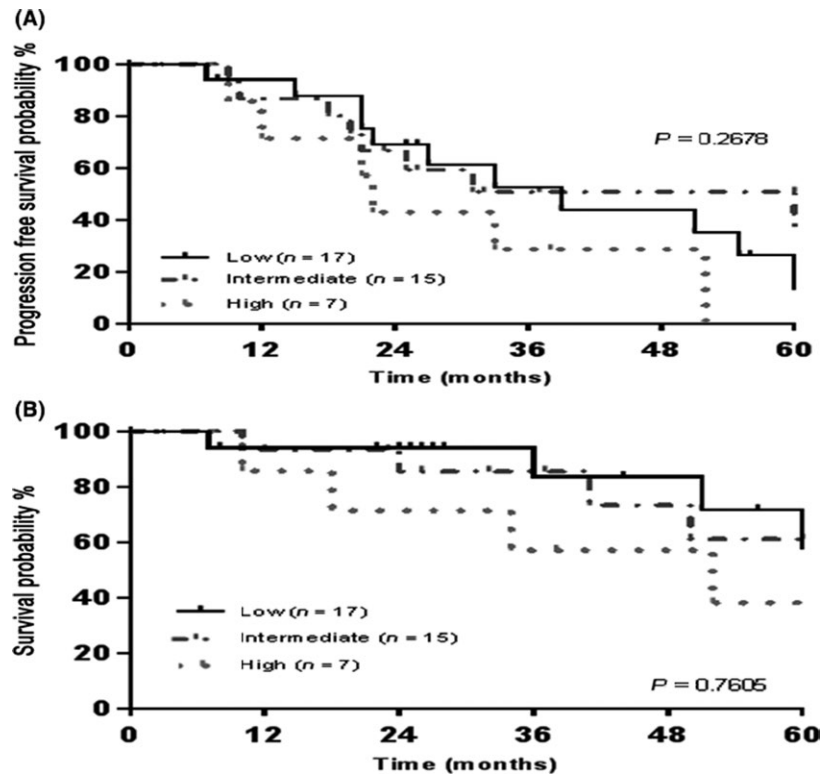 (A)
Progression free survival probability %
100
80
60
40
20
0
P = 0.2678
Low (n = 17)
Intermediate (n = 15)
High (n = 7)
0 12 24 36 48 60
Time (months)
(B)
Survival probability %
100
80
60
40
20
0
Low (n = 17)
Intermediate (n = 15)
High (n = 7)
P = 0.7605
0 12 24 36 48 60
Time (months)